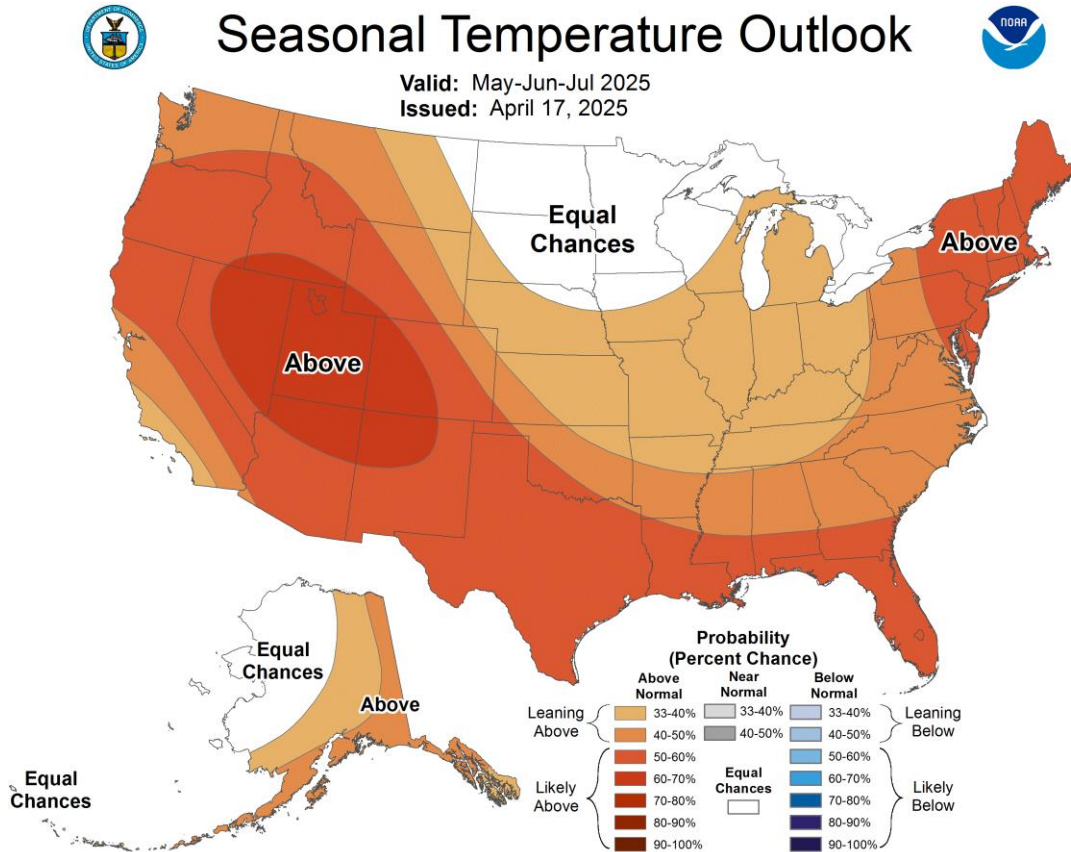 Seasonal Temperature Outlook
NOAA
Valid: May-Jun-Jul 2025
Issued: April 17, 2025
Equal
Chances
Above
Above
Equal
Chances
Above
Equal
Chances
Probability
(Percent Chance)
Above
Normal
Near
Normal
Below
Normal
Leaning
Above
33-40%
33-40%
33-40%
Leaning
Below
40-50%
40-50%
40-50%
Likely
Above
50-60%
60-70%
70-80%
80-90%
90-100%
Equal
Chances
50-60%
60-70%
70-80%
80-90%
90-100%
Likely
Below